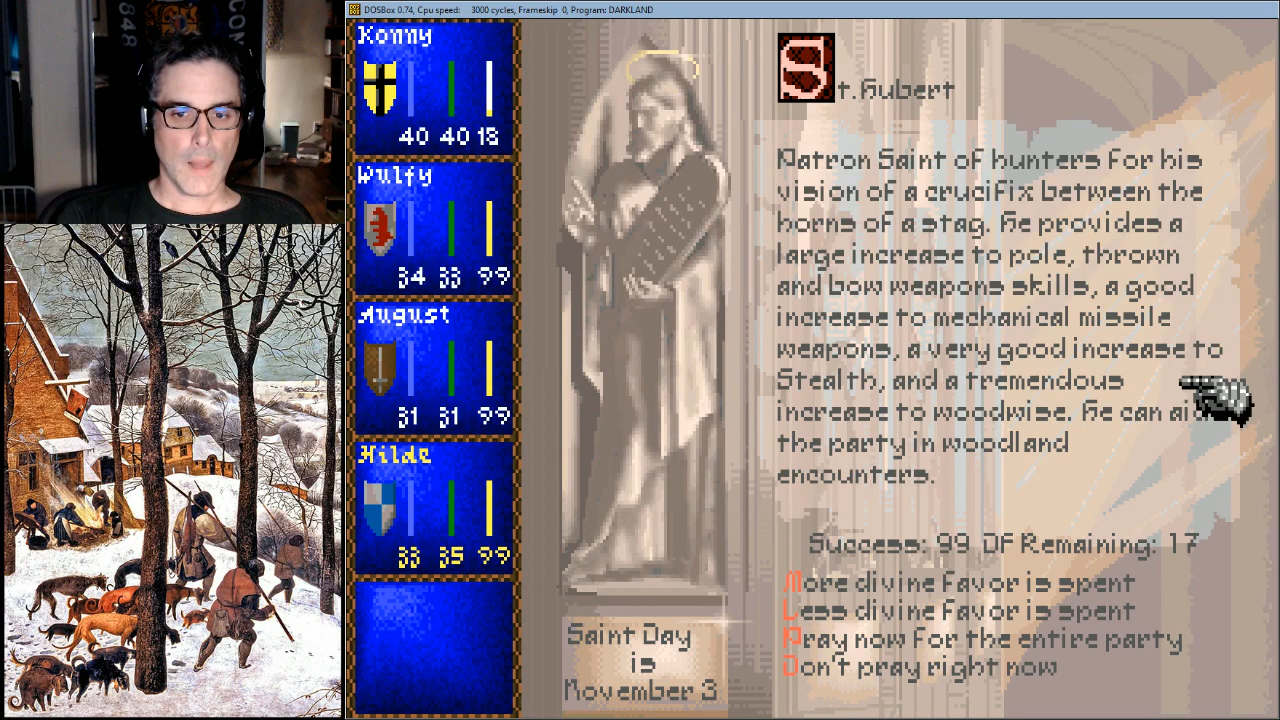 DOSBox 0.74, Cpu speed: 3000 cycles, Frameskip 0, Program: DARKLAND
8848
CON
Konny
40 40 18
Wulfy
34 33 99
August
31 31 99
Hilde
33 35 99
St. Hubert
Patron Saint of hunters for his
vision of a crucifix between the
horns of a stag. He provides a
large increase to pole, thrown
and bow weapons skills, a good
increase to mechanical missile
weapons, a very good increase to
Stealth, and a tremendous
increase to woodwise. He can ai
the party in woodland
encounters.
Success: 99 DF Remaining: 17
More divine favor is spent
Less divine favor is spent
Pray now for the entire party
Don't pray right now
Saint Day
is
November 3